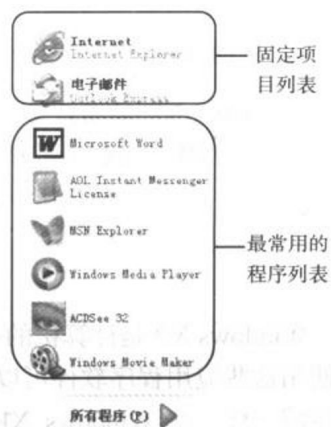 Internet
Internet Explorer
电子邮件
Outlook Express
固定项
目列表
Microsoft Word
AOL Instant Messenger
License
MSN Explorer
Windows Media Player
ACDSee 32
Windows Movie Maker
最常用的
程序列表
所有程序(P)